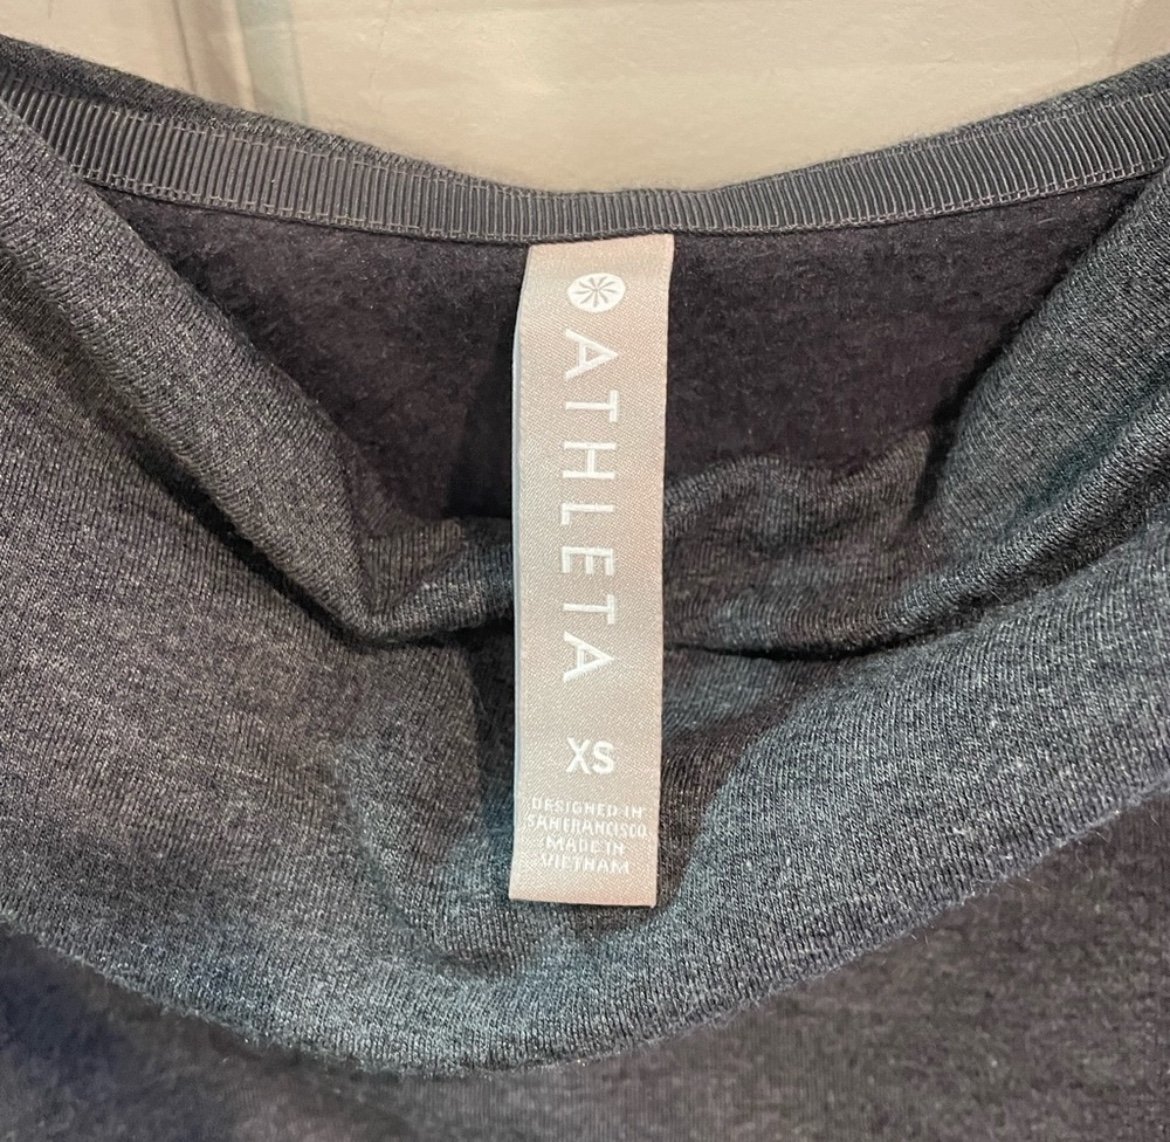 ATHLETA
XS
DESIGNED IN
SAN FRANCISCO
MADE IN
VIETNAM